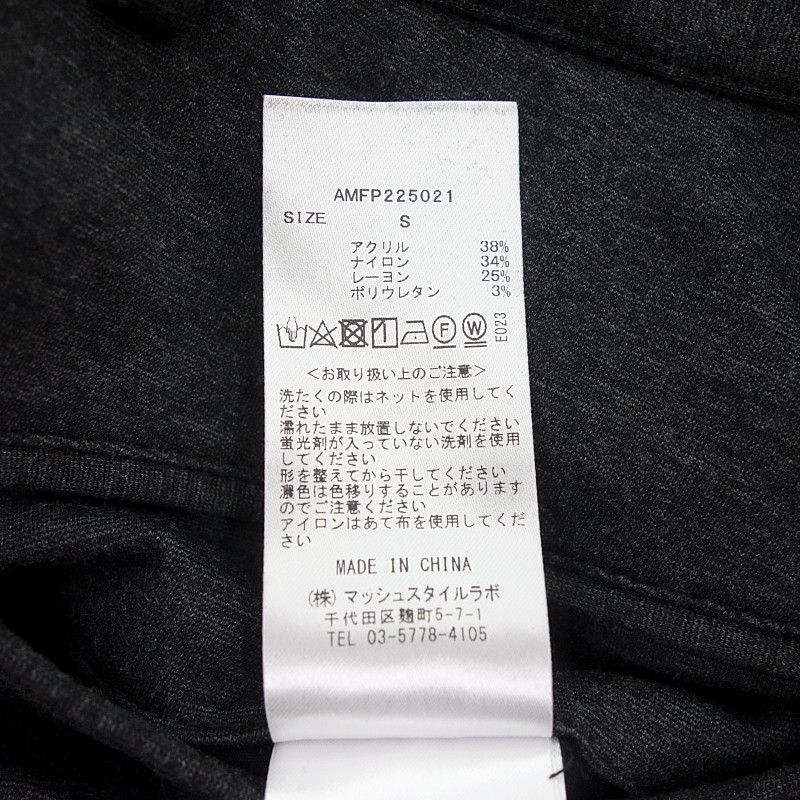 AMFP225021
SIZE S
アクリル 38%
ナイロン 34%
レーヨン 25%
ポリウレタン 3%
F W E023
<お取り扱い上のご注意>
洗たくの際はネットを使用してく
ださい
濡れたまま放置しないでください
蛍光剤が入っていない洗剤を使用
してください
形を整えてから干してください
濃色は色移りすることがあります
のでご注意ください
アイロンはあて布を使用してくだ
さい
MADE IN CHINA
(株)マッシュスタイルラボ
千代田区麹町5-7-1
TEL 03-5778-4105